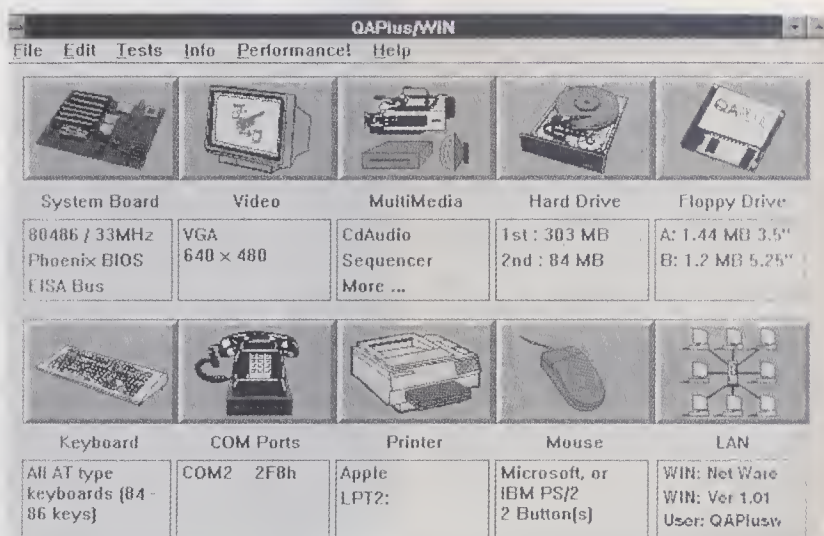 QAPlus/WIN
File Edit Tests Info Performance! Help
QAPLUS
System Board Video MultiMedia Hard Drive Floppy Drive
80486 / 33MHz
Phoenix BIOS
EISA Bus
VGA
640 × 480
CdAudio
Sequencer
More ...
1st : 303 MB
2nd : 84 MB
A: 1.44 MB 3.5"
B: 1.2 MB 5.25"
Keyboard COM Ports Printer Mouse LAN
All AT type
keyboards (84 -
86 keys)
COM2 2F8h
Apple
LPT2:
Microsoft, or
IBM PS/2
2 Button(s)
WIN: Net Ware
WIN: Ver 1.01
User: QAPlusw